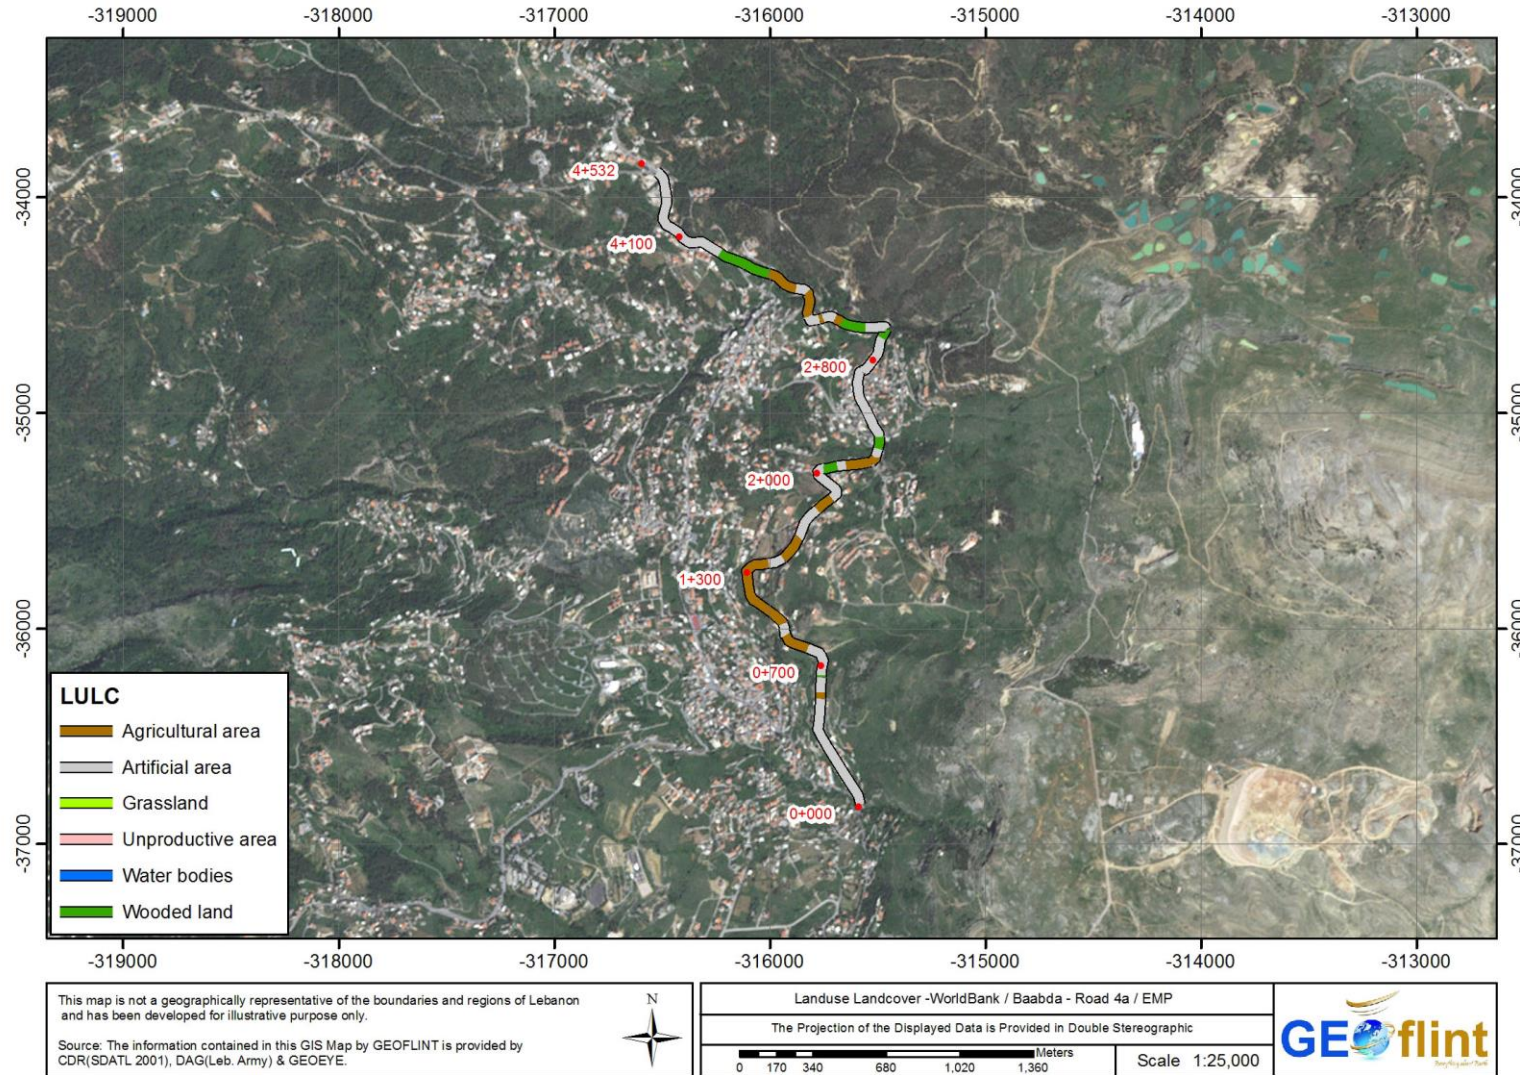 -319000 -318000 -317000 -316000 -315000 -314000 -313000
-34000
-34000
-35000
-35000
-36000
-36000
-37000
-37000
4+532
4+100
2+800
2+000
1+300
0+700
0+000
LULC
Agricultural area
Artificial area
Grassland
Unproductive area
Water bodies
Wooded land
-319000 -318000 -317000 -316000 -315000 -314000 -313000
This map is not a geographically representative of the boundaries and regions of Lebanon
and has been developed for illustrative purpose only.
Source: The information contained in this GIS Map by GEOFLINT is provided by
CDR(SDATL 2001), DAG(Leb. Army) & GEOEYE.
N
Landuse Landcover -WorldBank / Baabda - Road 4a / EMP
The Projection of the Displayed Data is Provided in Double Stereographic
Meters
0 170 340 680 1,020 1,360
Scale 1:25,000
GEOflint